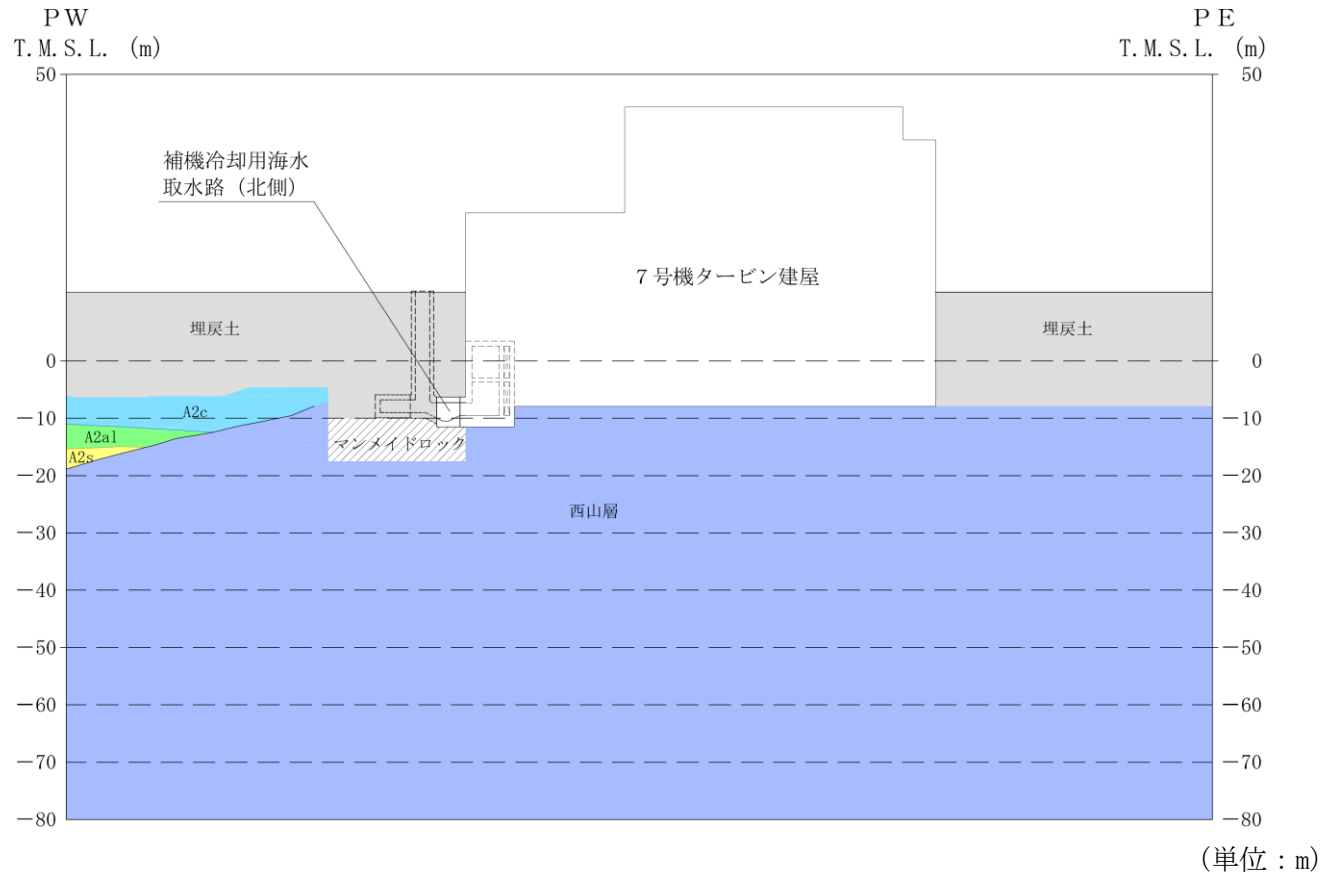 PW
T.M.S.L. (m)
PE
T.M.S.L. (m)
50
50
補機冷却用海水
取水路（北側）
7号機タービン建屋
埋戻土
埋戻土
0
0
A2c
−10
−10
A2al
マンメイドロック
A2s
−20
−20
西山層
−30
−30
−40
−40
−50
−50
−60
−60
−70
−70
−80
−80
(単位：m)